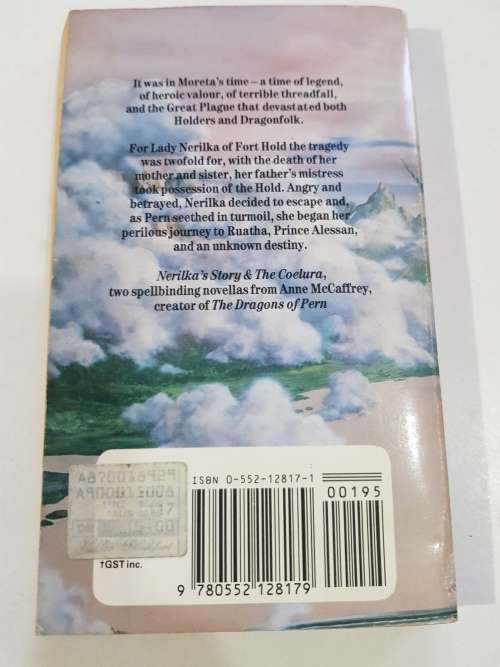 It was in Moreta's time – a time of legend,
of heroic valour, of terrible threadfall,
and the Great Plague that devastated both
Holders and Dragonfolk.
For Lady Nerilka of Fort Hold the tragedy
was twofold for, with the death of her
mother and sister, her father's mistress
took possession of the Hold. Angry and
betrayed, Nerilka decided to escape and,
as Pern seethed in turmoil, she began her
perilous journey to Ruatha, Prince Alessan,
and an unknown destiny.
Nerilka's Story & The Coelura,
two spellbinding novellas from Anne McCaffrey,
creator of The Dragons of Pern
ISBN 0-552-12817-1
00195
†GST inc.
9 780552 128179